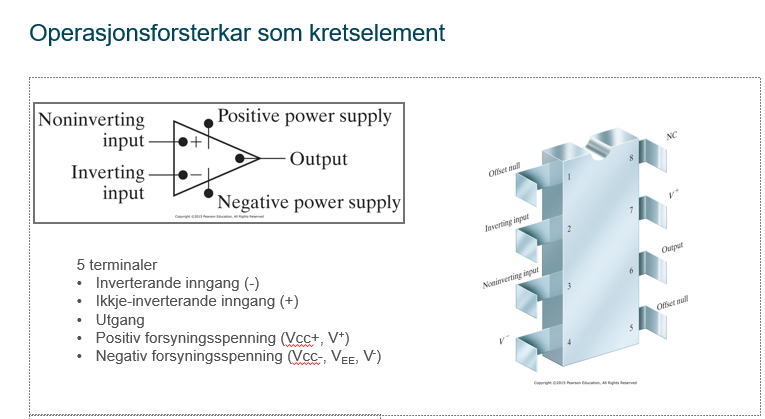 Operasjonsforsterkar som kretselement
Noninverting
input
Inverting
input
+
−
Positive power supply
Output
Negative power supply
Copyright ©2015 Pearson Education, All Rights Reserved
5 terminaler
• Inverterande inngang (-)
• Ikkje-inverterande inngang (+)
• Utgang
• Positiv forsyningsspenning (Vcc+, V⁺)
• Negativ forsyningsspenning (Vcc-, VEE, V⁻)
Offset null
1
Inverting input
2
Noninverting input
3
V⁻
4
NC
8
V⁺
7
Output
6
Offset null
5
Copyright ©2015 Pearson Education, All Rights Reserved